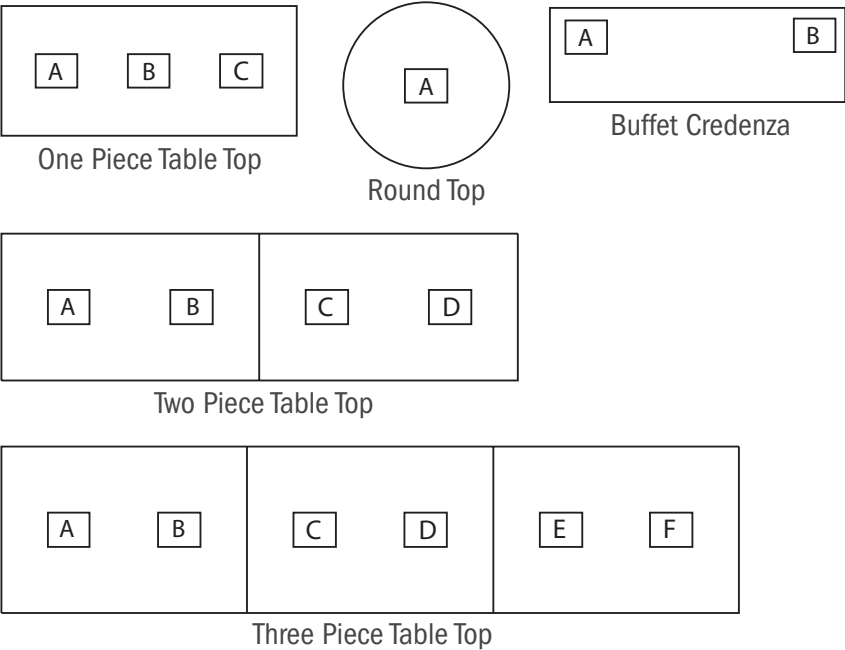 A B C
One Piece Table Top
A
Round Top
A B
Buffet Credenza
A B C D
Two Piece Table Top
A B C D E F
Three Piece Table Top